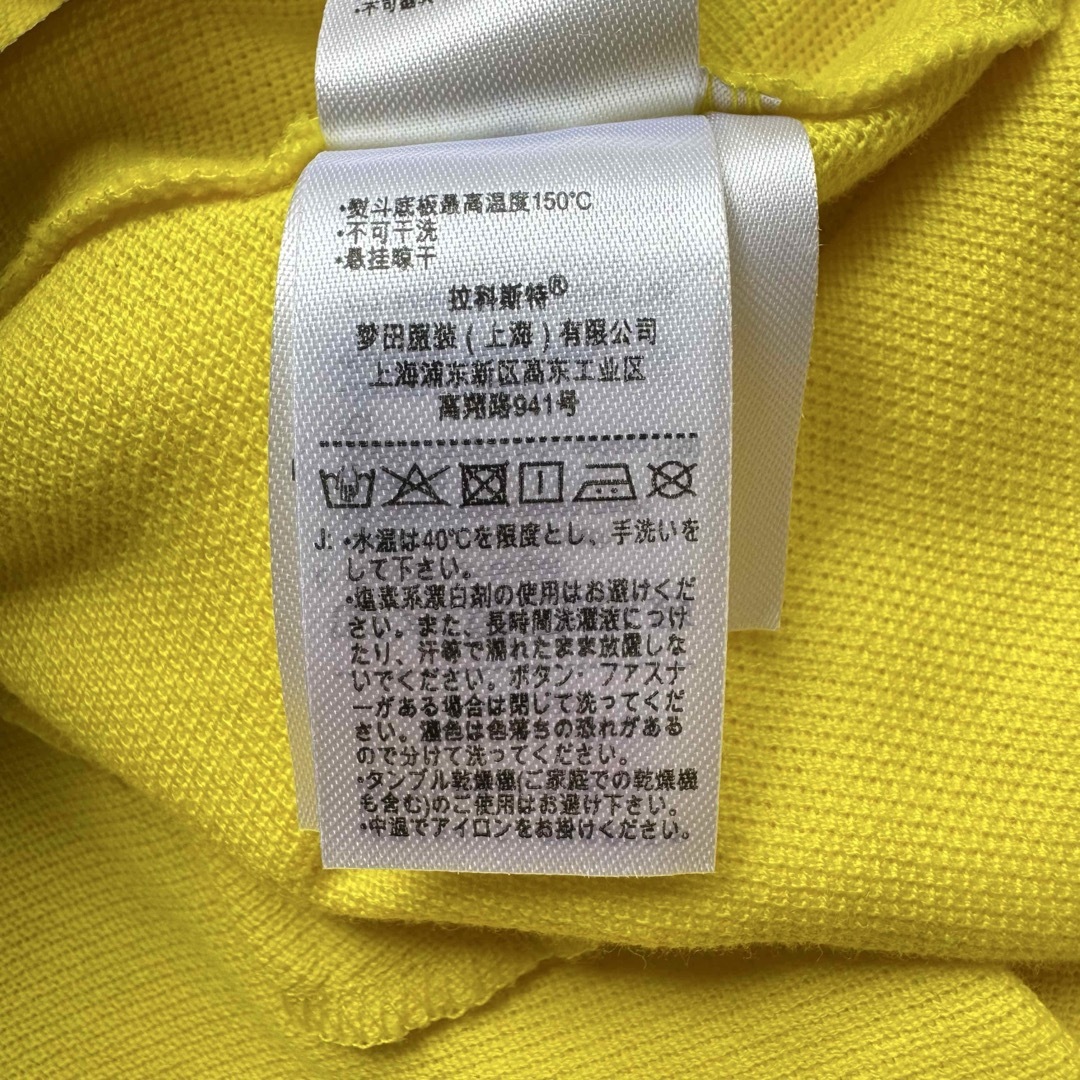 ·不可翻
·熨斗底板最高温度150℃
·不可干洗
·悬挂晾干
拉科斯特®
梦田服装(上海)有限公司
上海浦东新区高东工业区
高翔路941号
J: ·水温は40℃を限度とし、手洗いを
して下さい。
·塩素系漂白剤の使用はお避けくだ
さい。また、長時間洗濯液につけ
たり、汗等で濡れたまま放置しな
いでください。ボタン·ファスナ
ーがある場合は閉じて洗ってくだ
さい。濃色は色落ちの恐れがある
ので分けて洗ってください。
·タンブル乾燥機(ご家庭での乾燥機
も含む)のご使用はお避け下さい。
·中温でアイロンをお掛けください。